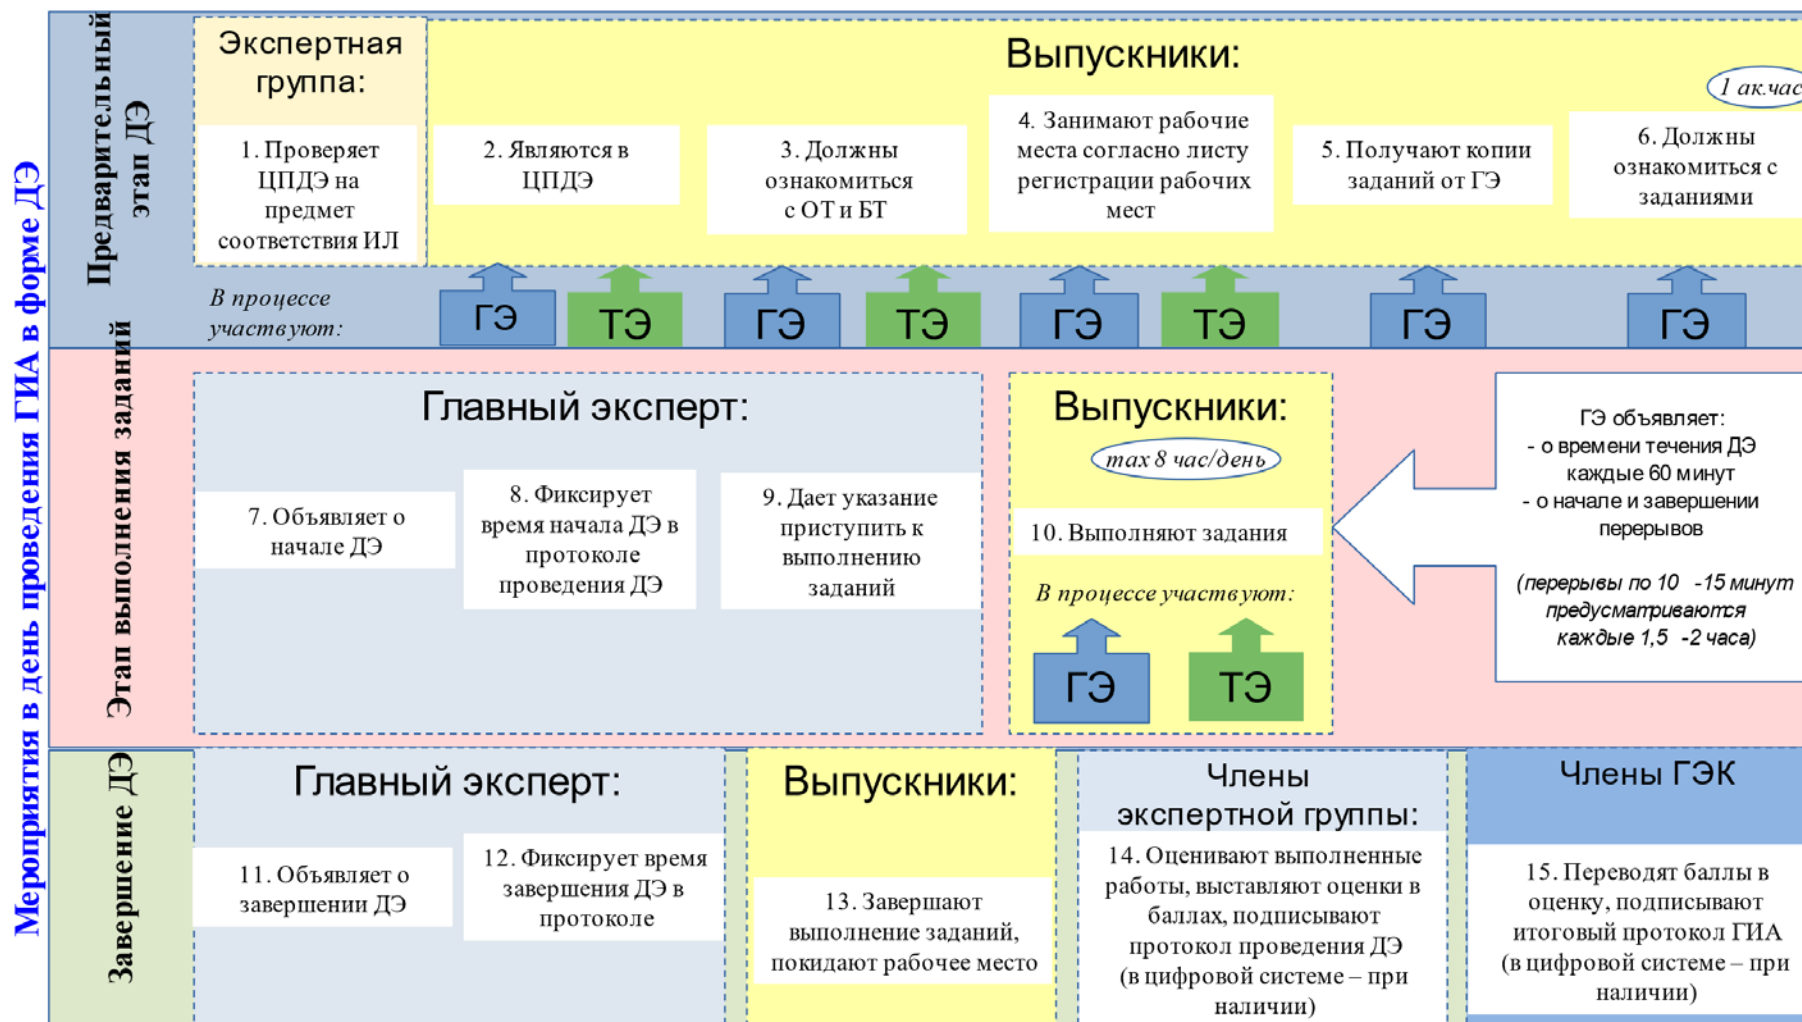 Мероприятия в день проведения ГИА в форме ДЭ
Предварительный
этап ДЭ
Экспертная
группа:
1. Проверяет
ЦПДЭ на
предмет
соответствия ИЛ
Выпускники:
1 ак.час
2. Являются в
ЦПДЭ
3. Должны
ознакомиться
с ОТ и БТ
4. Занимают рабочие
места согласно листу
регистрации рабочих
мест
5. Получают копии
заданий от ГЭ
6. Должны
ознакомиться с
заданиями
В процессе
участвуют:
ГЭ
ТЭ
ГЭ
ТЭ
ГЭ
ТЭ
ГЭ
ГЭ
Этап выполнения заданий
Главный эксперт:
7. Объявляет о
начале ДЭ
8. Фиксирует
время начала ДЭ в
протоколе
проведения ДЭ
9. Дает указание
приступить к
выполнению
заданий
Выпускники:
max 8 час/день
10. Выполняют задания
В процессе участвуют:
ГЭ
ТЭ
ГЭ объявляет:
- о времени течения ДЭ
каждые 60 минут
- о начале и завершении
перерывов
(перерывы по 10 -15 минут
предусматриваются
каждые 1,5 -2 часа)
Завершение ДЭ
Главный эксперт:
11. Объявляет о
завершении ДЭ
12. Фиксирует время
завершения ДЭ в
протоколе
Выпускники:
13. Завершают
выполнение заданий,
покидают рабочее место
Члены
экспертной группы:
14. Оценивают выполненные
работы, выставляют оценки в
баллах, подписывают
протокол проведения ДЭ
(в цифровой системе – при
наличии)
Члены ГЭК
15. Переводят баллы в
оценку, подписывают
итоговый протокол ГИА
(в цифровой системе – при
наличии)